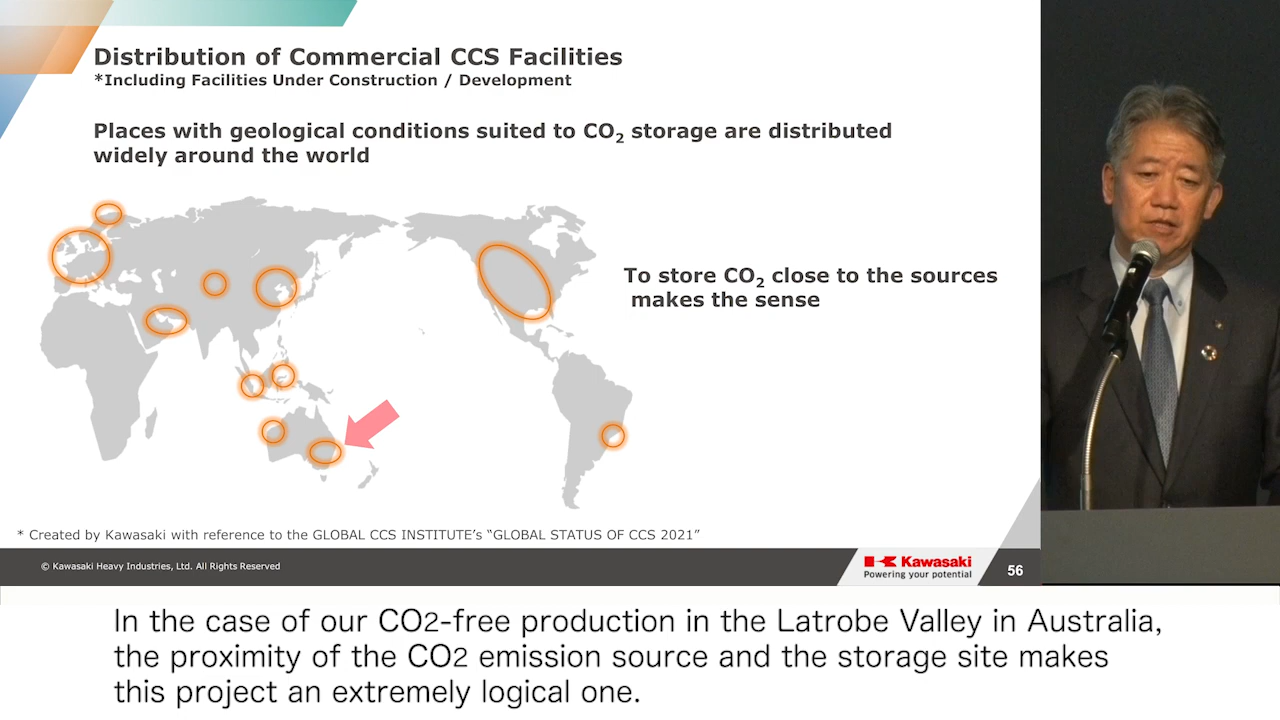 Distribution of Commercial CCS Facilities
*Including Facilities Under Construction / Development
Places with geological conditions suited to CO₂ storage are distributed
widely around the world
To store CO₂ close to the sources
makes the sense
* Created by Kawasaki with reference to the GLOBAL CCS INSTITUTE's “GLOBAL STATUS OF CCS 2021”
© Kawasaki Heavy Industries, Ltd. All Rights Reserved
Kawasaki
Powering your potential
56
In the case of our CO2-free production in the Latrobe Valley in Australia,
the proximity of the CO2 emission source and the storage site makes
this project an extremely logical one.